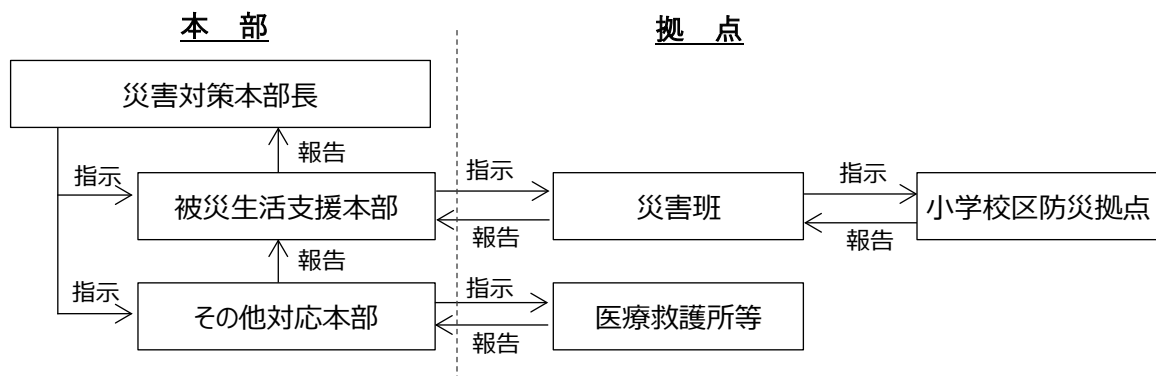 本　部
拠　点
災害対策本部長
報告
指示
指示
指示
被災生活支援本部
災害班
小学校区防災拠点
報告
報告
報告
指示
指示
その他対応本部
医療救護所等
報告